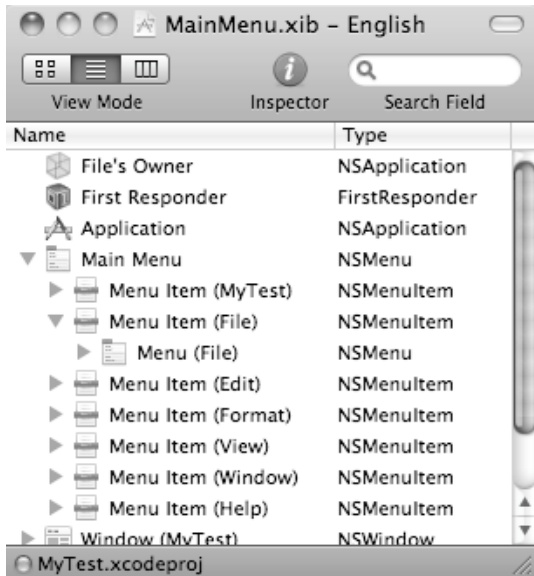 MainMenu.xib – English
View Mode Inspector Search Field
Name Type
File's Owner NSApplication
First Responder FirstResponder
Application NSApplication
Main Menu NSMenu
Menu Item (MyTest) NSMenuItem
Menu Item (File) NSMenuItem
Menu (File) NSMenu
Menu Item (Edit) NSMenuItem
Menu Item (Format) NSMenuItem
Menu Item (View) NSMenuItem
Menu Item (Window) NSMenuItem
Menu Item (Help) NSMenuItem
Window (MyTest) NSWindow
MyTest.xcodeproj